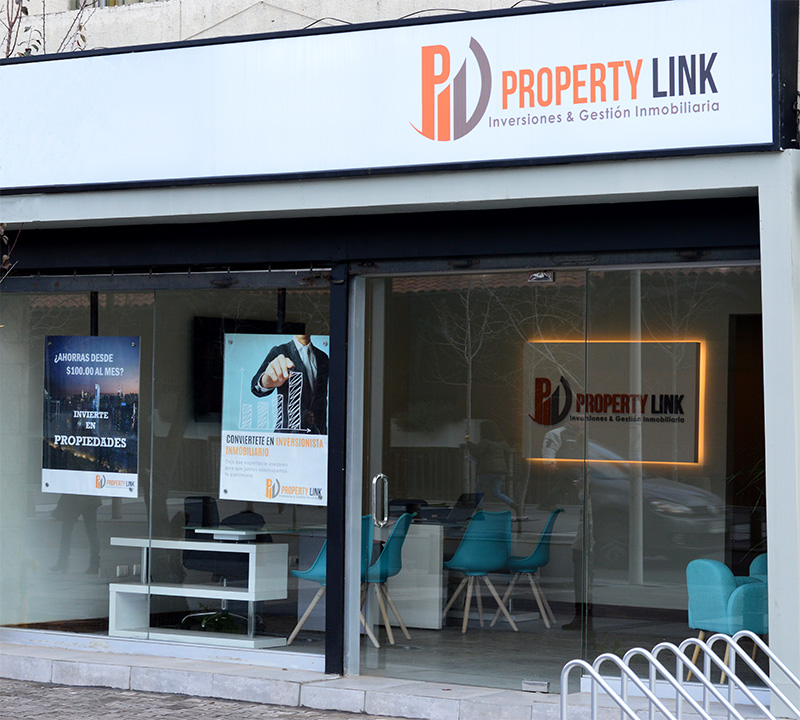 PROPERTY LINK
Inversiones & Gestión Inmobiliaria
¿AHORRAS DESDE
$100.00 AL MES?
INVIERTE
EN
PROPIEDADES
PROPERTY LINK
CONVIERTETE EN INVERSIONISTA
INMOBILIARIO
PROPERTY LINK
PROPERTY LINK
Inversiones & Gestión Inmobiliaria